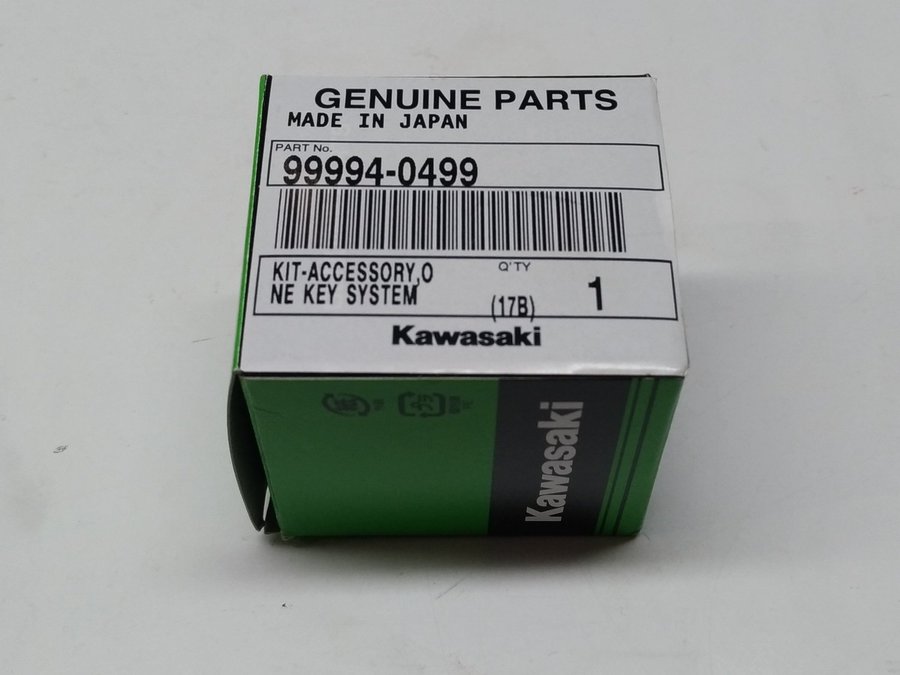 GENUINE PARTS
MADE IN JAPAN
PART No.
99994-0499
KIT-ACCESSORY,O
NE KEY SYSTEM
Q'TY
(17B)
1
Kawasaki
Kawasaki